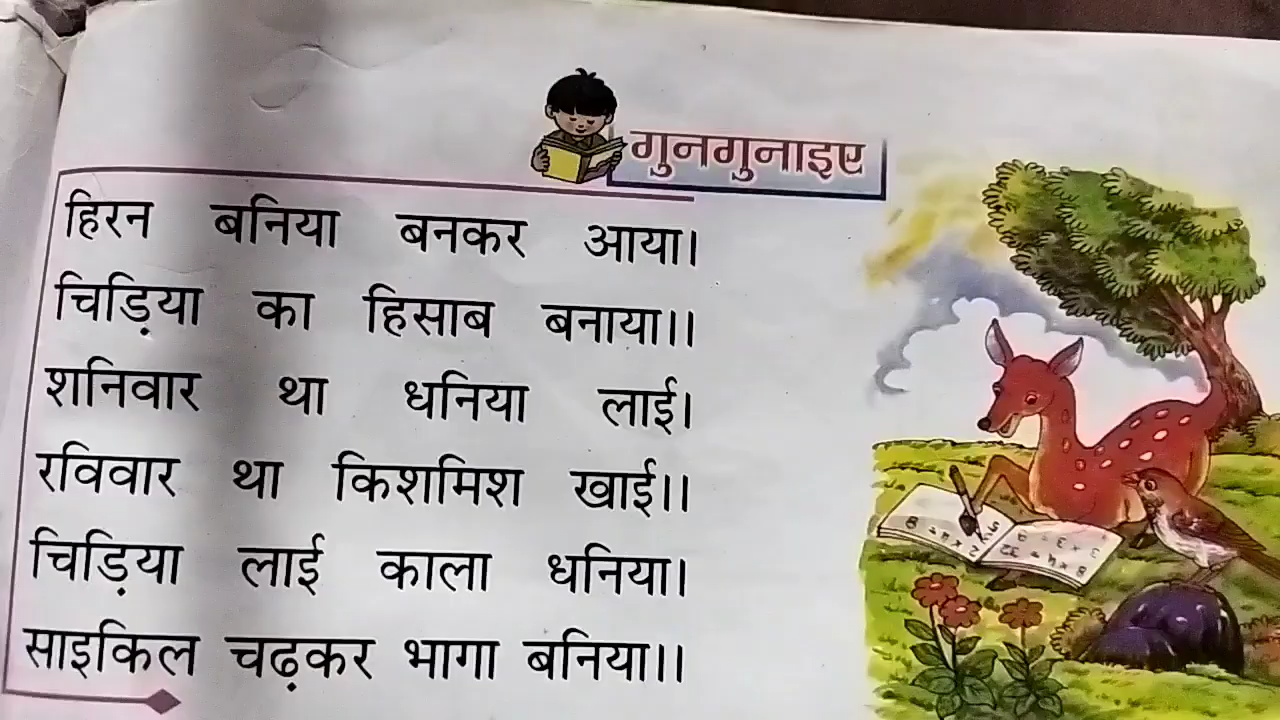 गुनगुनाइए
हिरन बनिया बनकर आया।
चिड़िया का हिसाब बनाया।।
शनिवार था धनिया लाई।
रविवार था किशमिश खाई।।
चिड़िया लाई काला धनिया।
साइकिल चढ़कर भागा बनिया।।